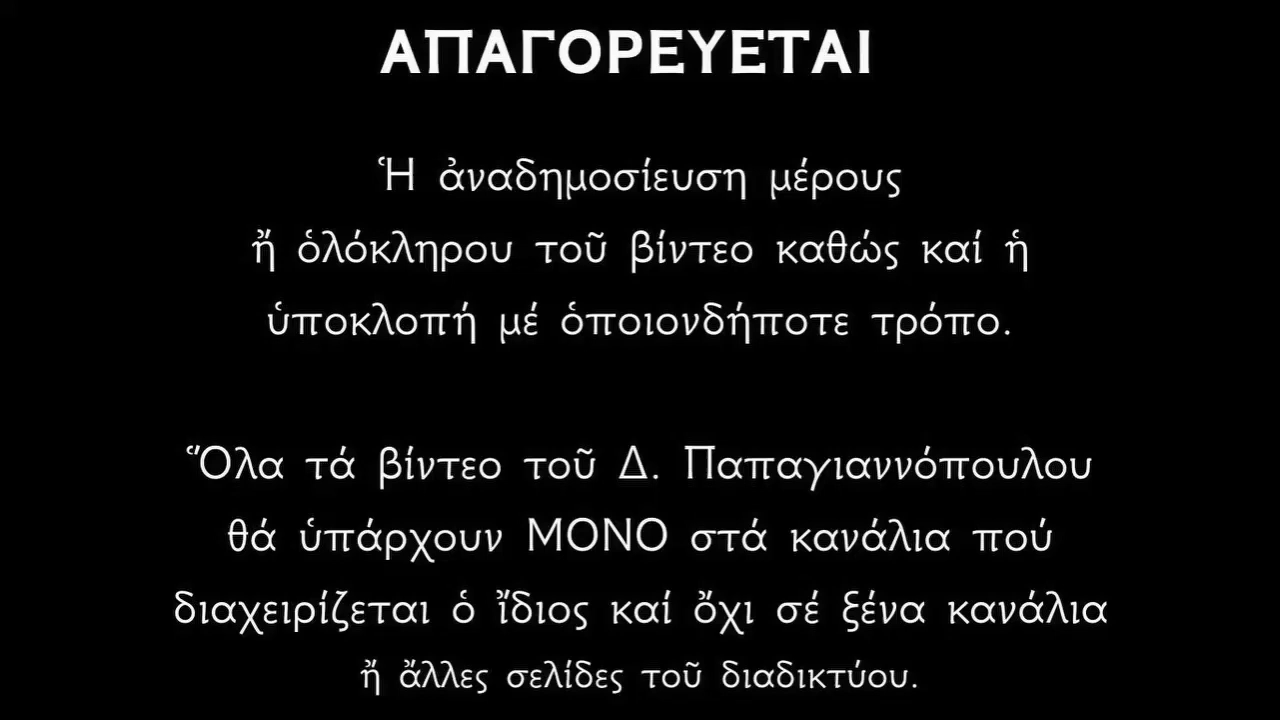 ΑΠΑΓΟΡΕΥΕΤΑΙ
Ἡ ἀναδημοσίευση μέρους
ἤ ὁλόκληρου τοῦ βίντεο καθώς καί ἡ
ὑποκλοπή μέ ὁποιονδήποτε τρόπο.
Ὅλα τά βίντεο τοῦ Δ. Παπαγιαννόπουλου
θά ὑπάρχουν ΜΟΝΟ στά κανάλια πού
διαχειρίζεται ὁ ἴδιος καί ὄχι σέ ξένα κανάλια
ἤ ἄλλες σελίδες τοῦ διαδικτύου.